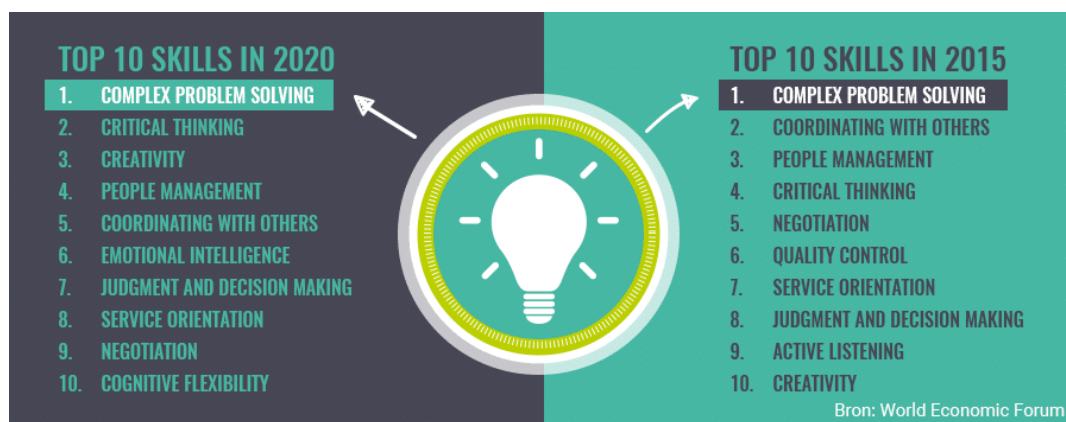 TOP 10 SKILLS IN 2020
1. COMPLEX PROBLEM SOLVING
2. CRITICAL THINKING
3. CREATIVITY
4. PEOPLE MANAGEMENT
5. COORDINATING WITH OTHERS
6. EMOTIONAL INTELLIGENCE
7. JUDGMENT AND DECISION MAKING
8. SERVICE ORIENTATION
9. NEGOTIATION
10. COGNITIVE FLEXIBILITY
TOP 10 SKILLS IN 2015
1. COMPLEX PROBLEM SOLVING
2. COORDINATING WITH OTHERS
3. PEOPLE MANAGEMENT
4. CRITICAL THINKING
5. NEGOTIATION
6. QUALITY CONTROL
7. SERVICE ORIENTATION
8. JUDGMENT AND DECISION MAKING
9. ACTIVE LISTENING
10. CREATIVITY
Bron: World Economic Forum